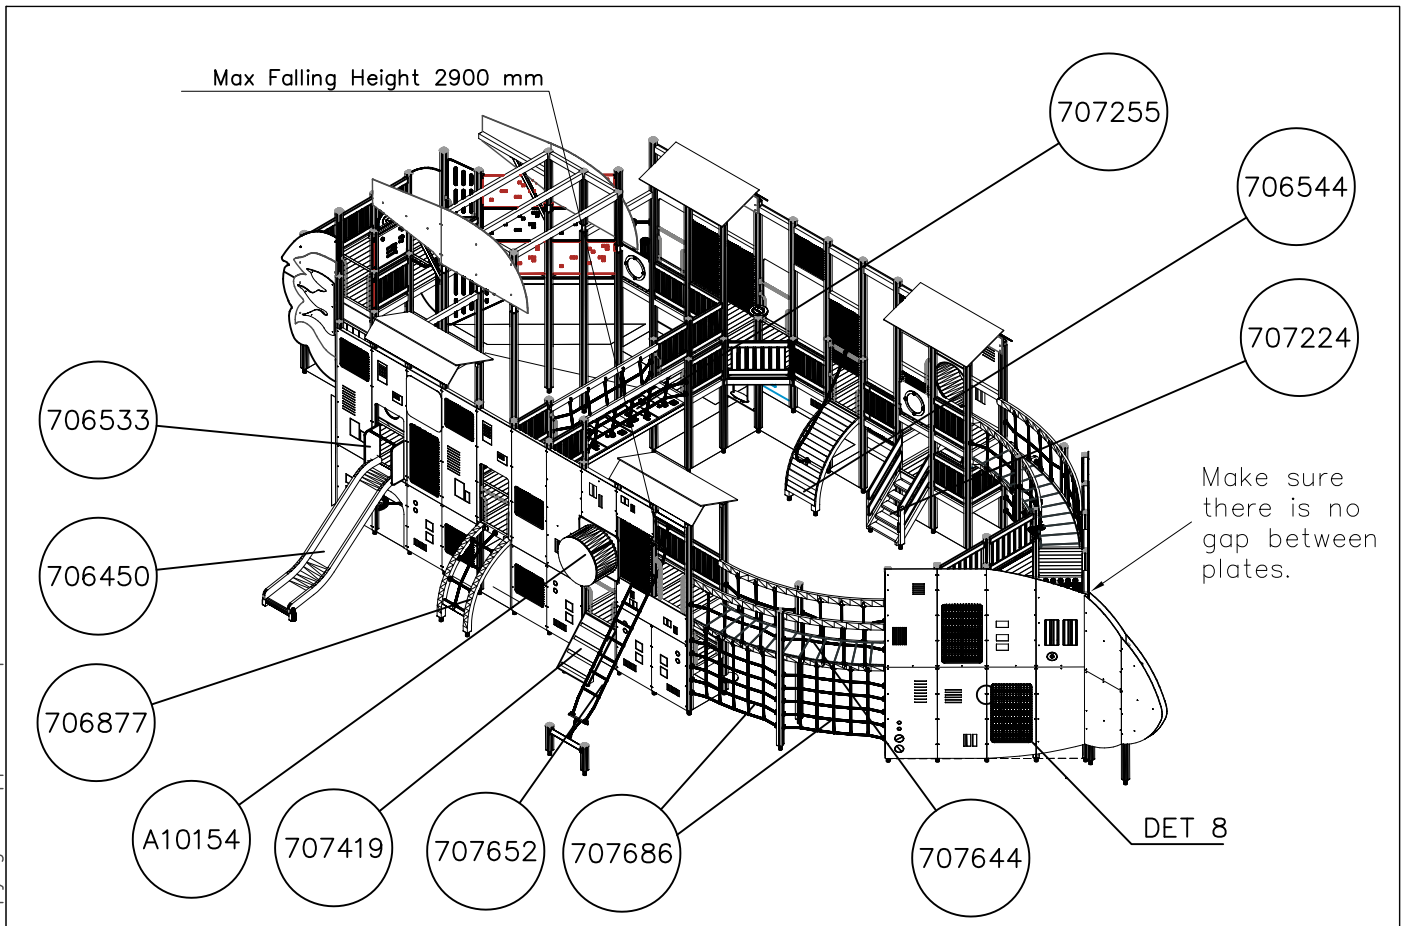 Max Falling Height 2900 mm
707255
706544
707224
706533
Make sure
there is no
gap between
plates.
706450
706877
A10154
707419
707652
707686
707644
DET 8